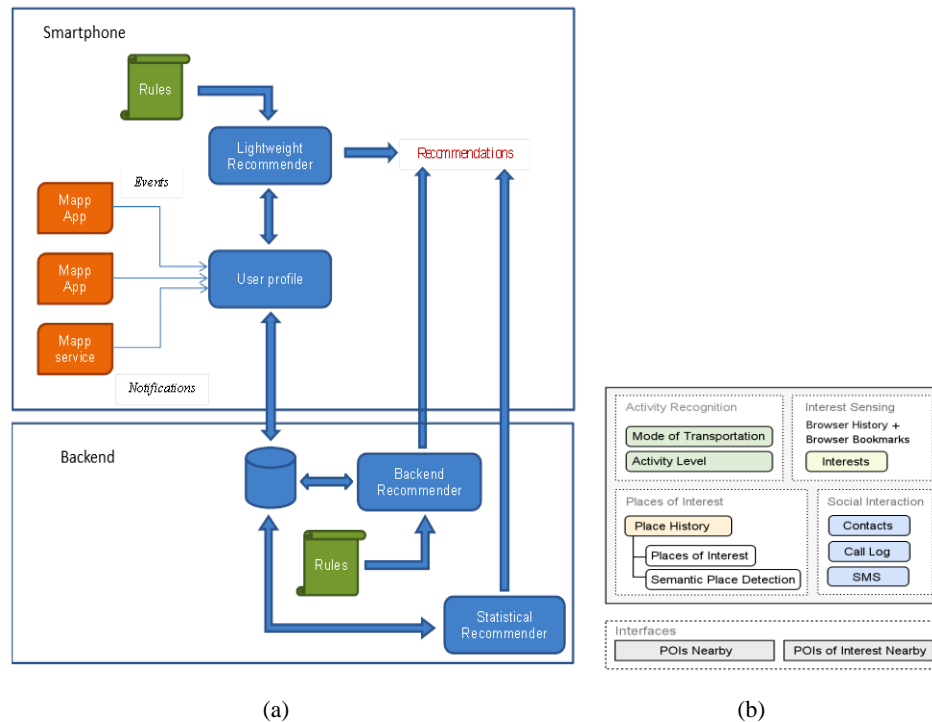 Smartphone
Rules
Lightweight
Recommender
Recommendations
Events
Mapp
App
Mapp
App
User profile
Mapp
service
Notifications
Backend
Backend
Recommender
Rules
Statistical
Recommender
(a)
Activity Recognition
Mode of Transportation
Activity Level
Interest Sensing
Browser History +
Browser Bookmarks
Interests
Places of Interest
Place History
Places of Interest
Semantic Place Detection
Social Interaction
Contacts
Call Log
SMS
Interfaces
POIs Nearby
POIs of Interest Nearby
(b)